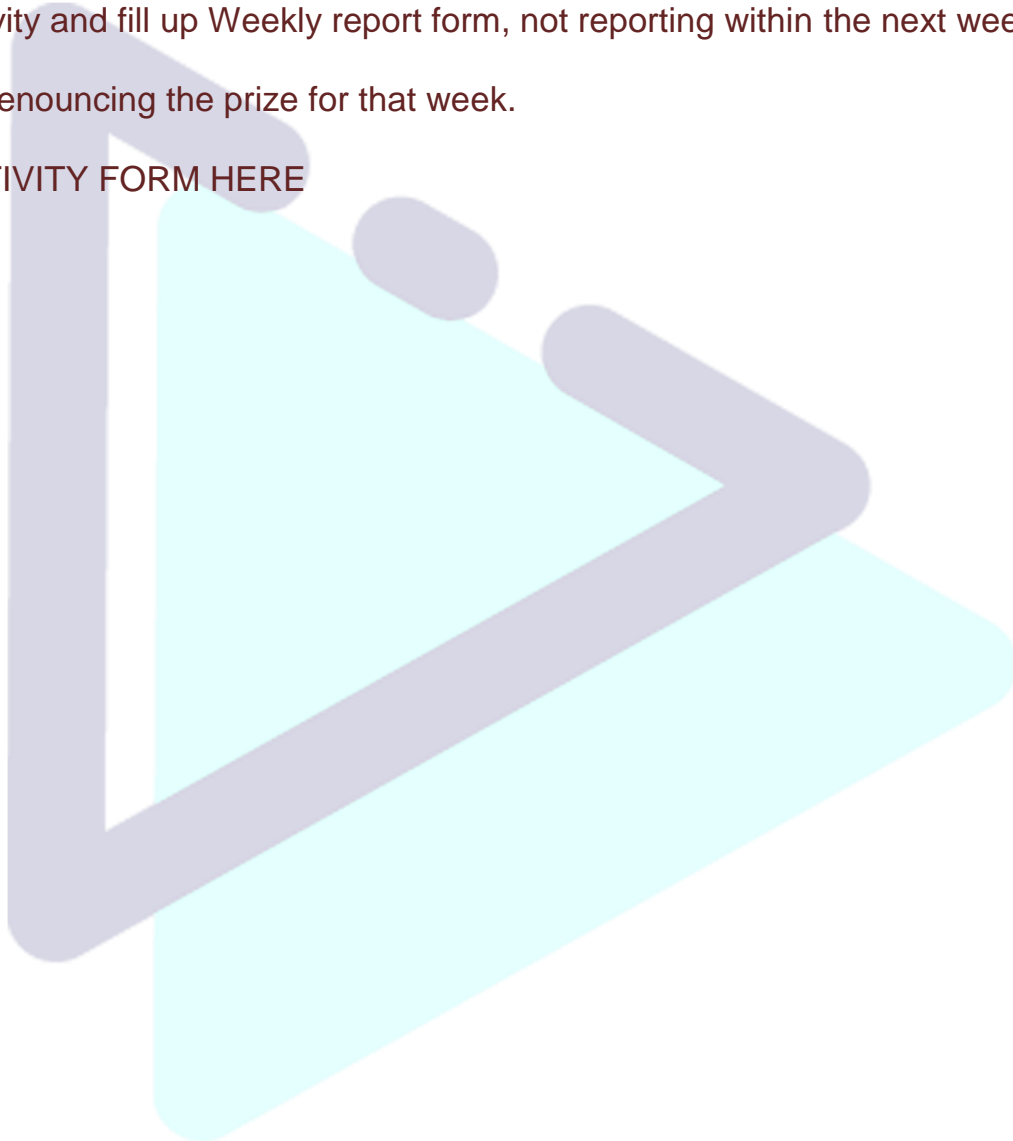 vity and fill up Weekly report form, not reporting within the next wee
enouncing the prize for that week.
TIVITY FORM HERE